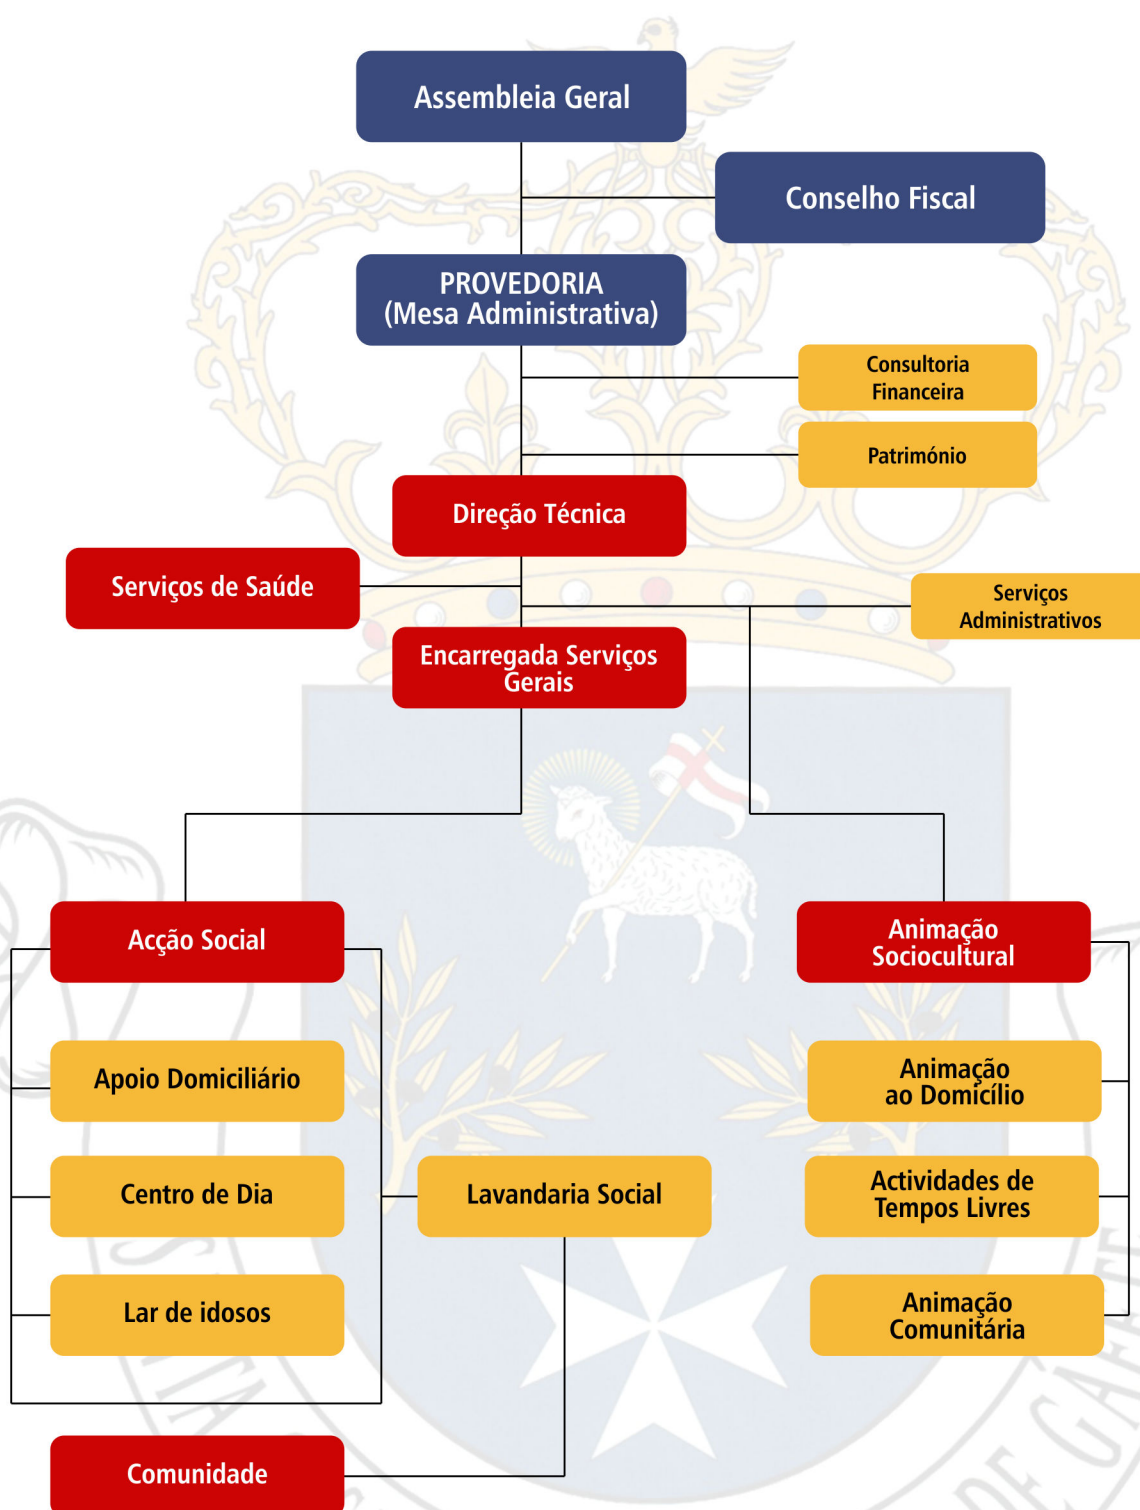 Assembleia Geral
Conselho Fiscal
PROVEDORIA
(Mesa Administrativa)
Consultoria
Financeira
Património
Direção Técnica
Serviços de Saúde
Serviços
Administrativos
Encarregada Serviços
Gerais
Acção Social
Animação
Sociocultural
Apoio Domiciliário
Animação
ao Domicílio
Centro de Dia
Lavandaria Social
Actividades de
Tempos Livres
Lar de idosos
Animação
Comunitária
Comunidade
DE GÁFETE